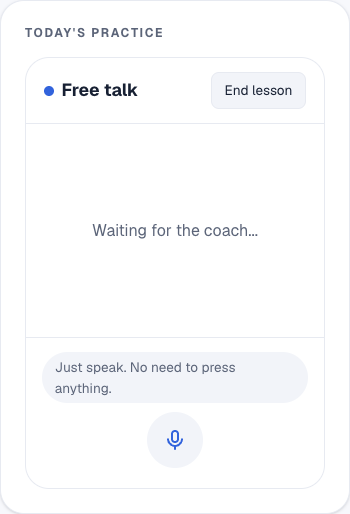 TODAY'S PRACTICE
Free talk
End lesson
Waiting for the coach...
Just speak. No need to press
anything.